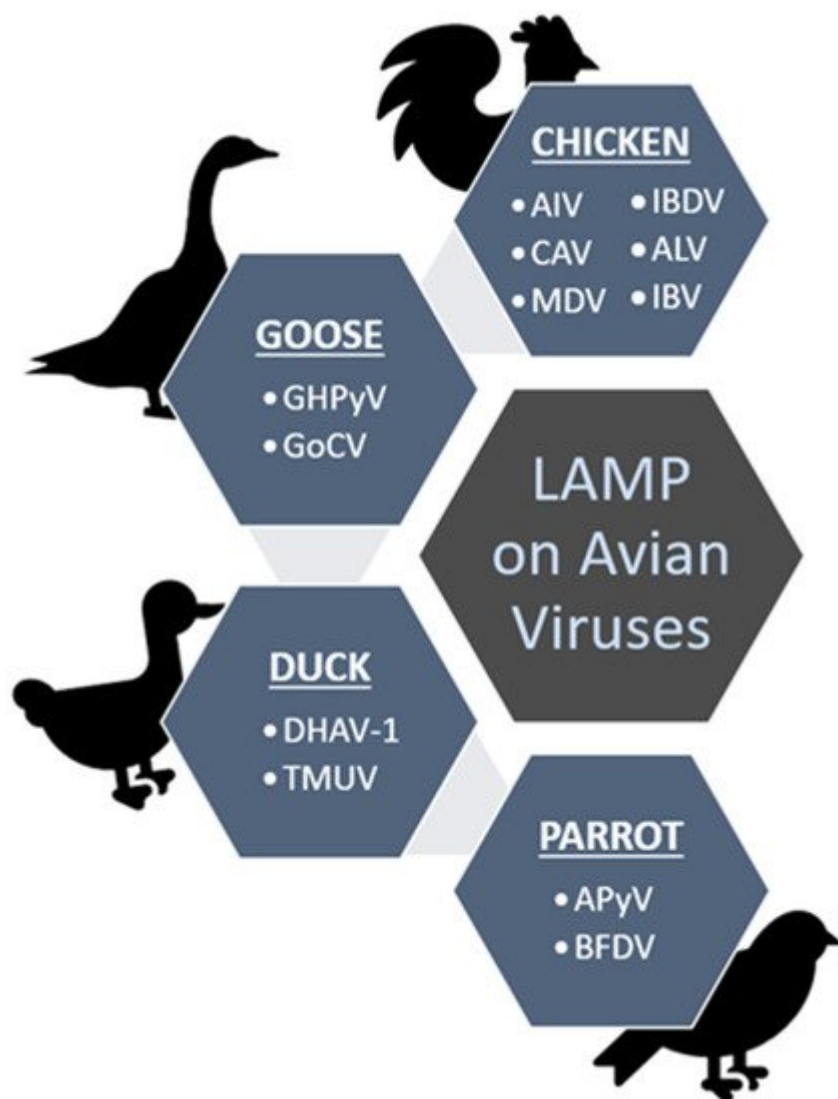 CHICKEN
• AIV • IBDV
• CAV • ALV
• MDV • IBV
GOOSE
• GHPyV
• GoCV
LAMP
on Avian
Viruses
DUCK
• DHAV-1
• TMUV
PARROT
• APyV
• BFDV